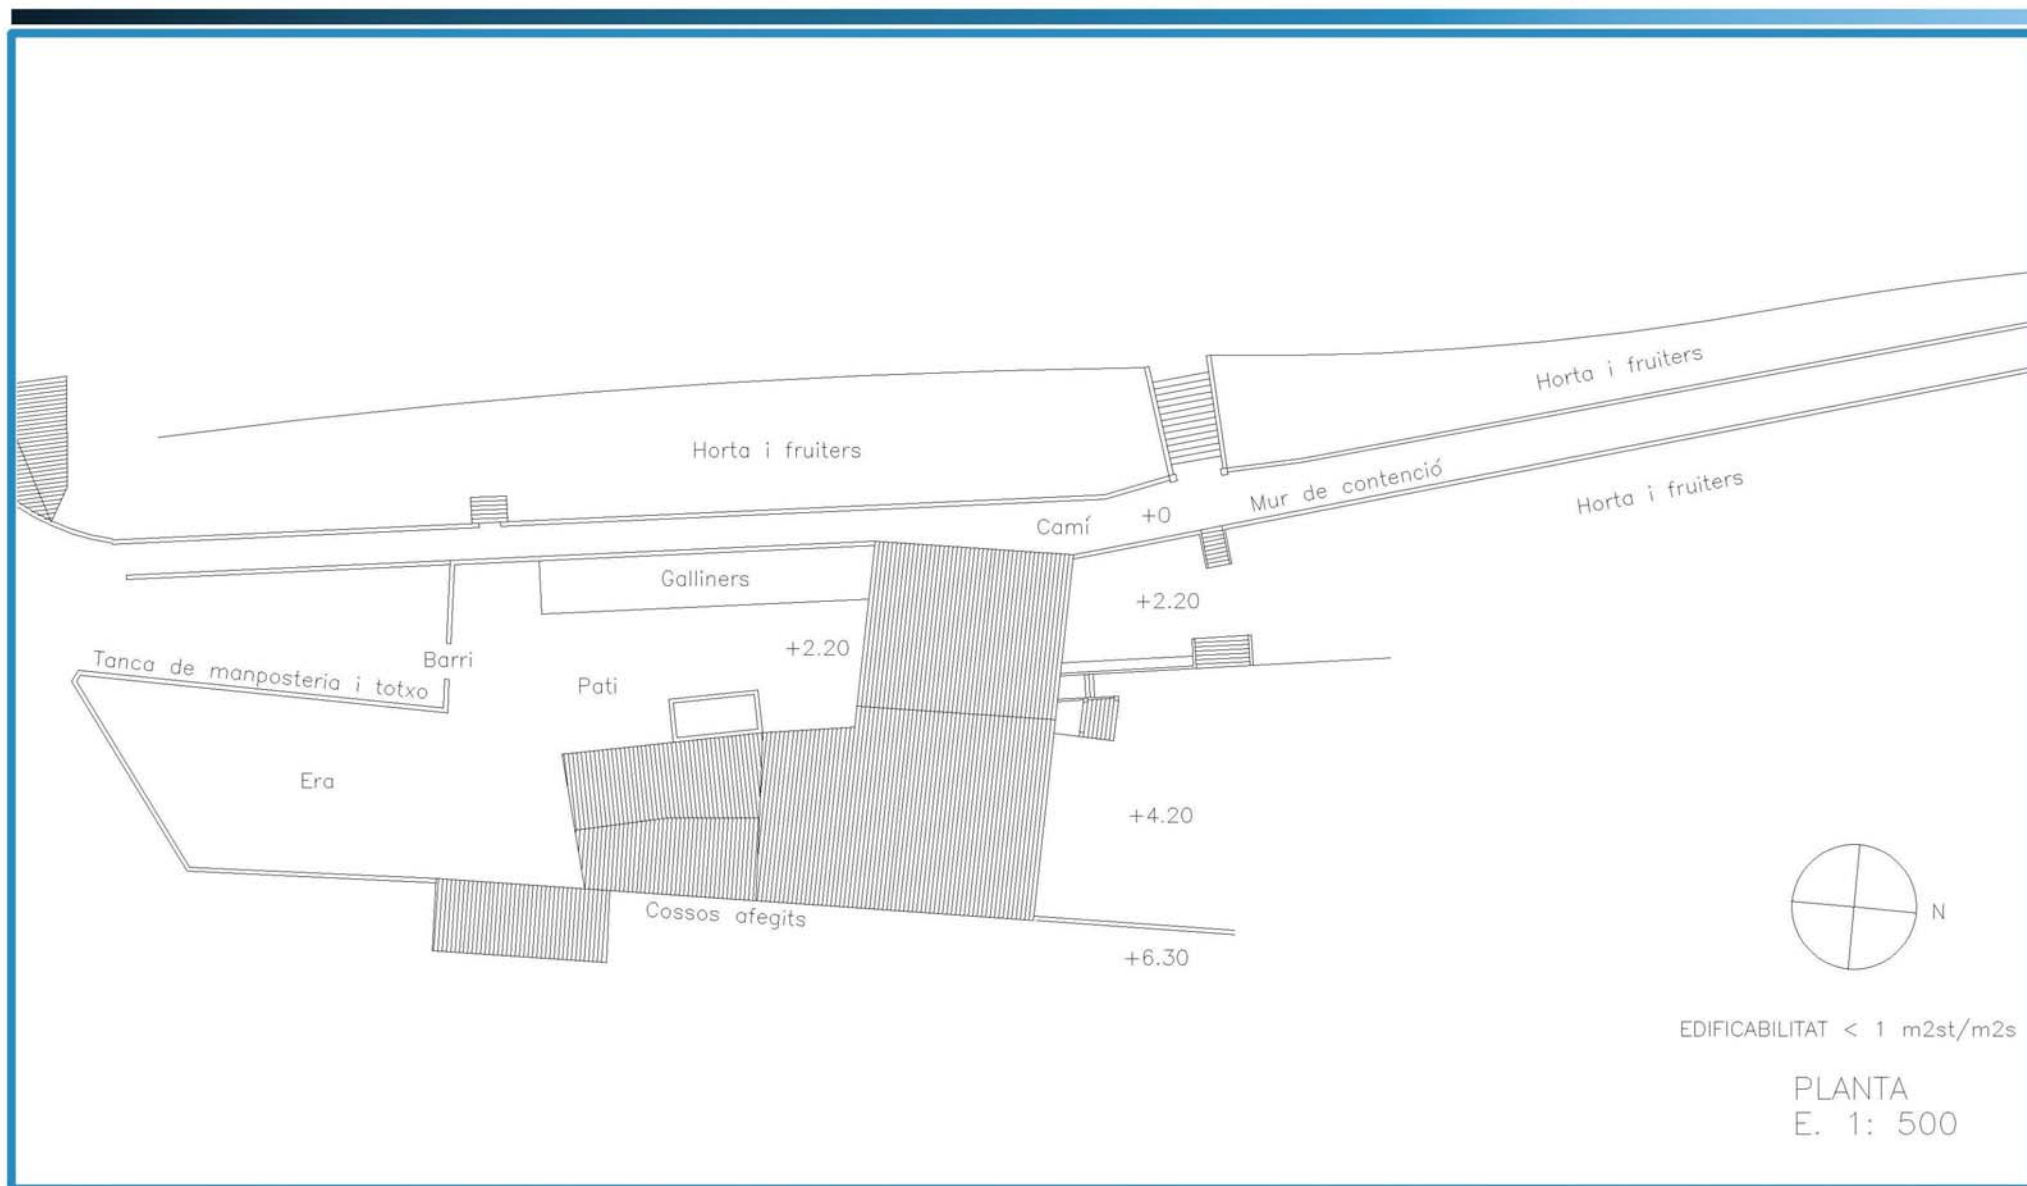 Horta i fruiters
Horta i fruiters
Mur de contenció
Horta i fruiters
Camí
+0
Galliners
+2.20
+2.20
Barri
Tanca de manposteria i totxo
Pati
Era
+4.20
Cossos afegits
N
+6.30
EDIFICABILITAT < 1 m2st/m2s
PLANTA
E. 1: 500